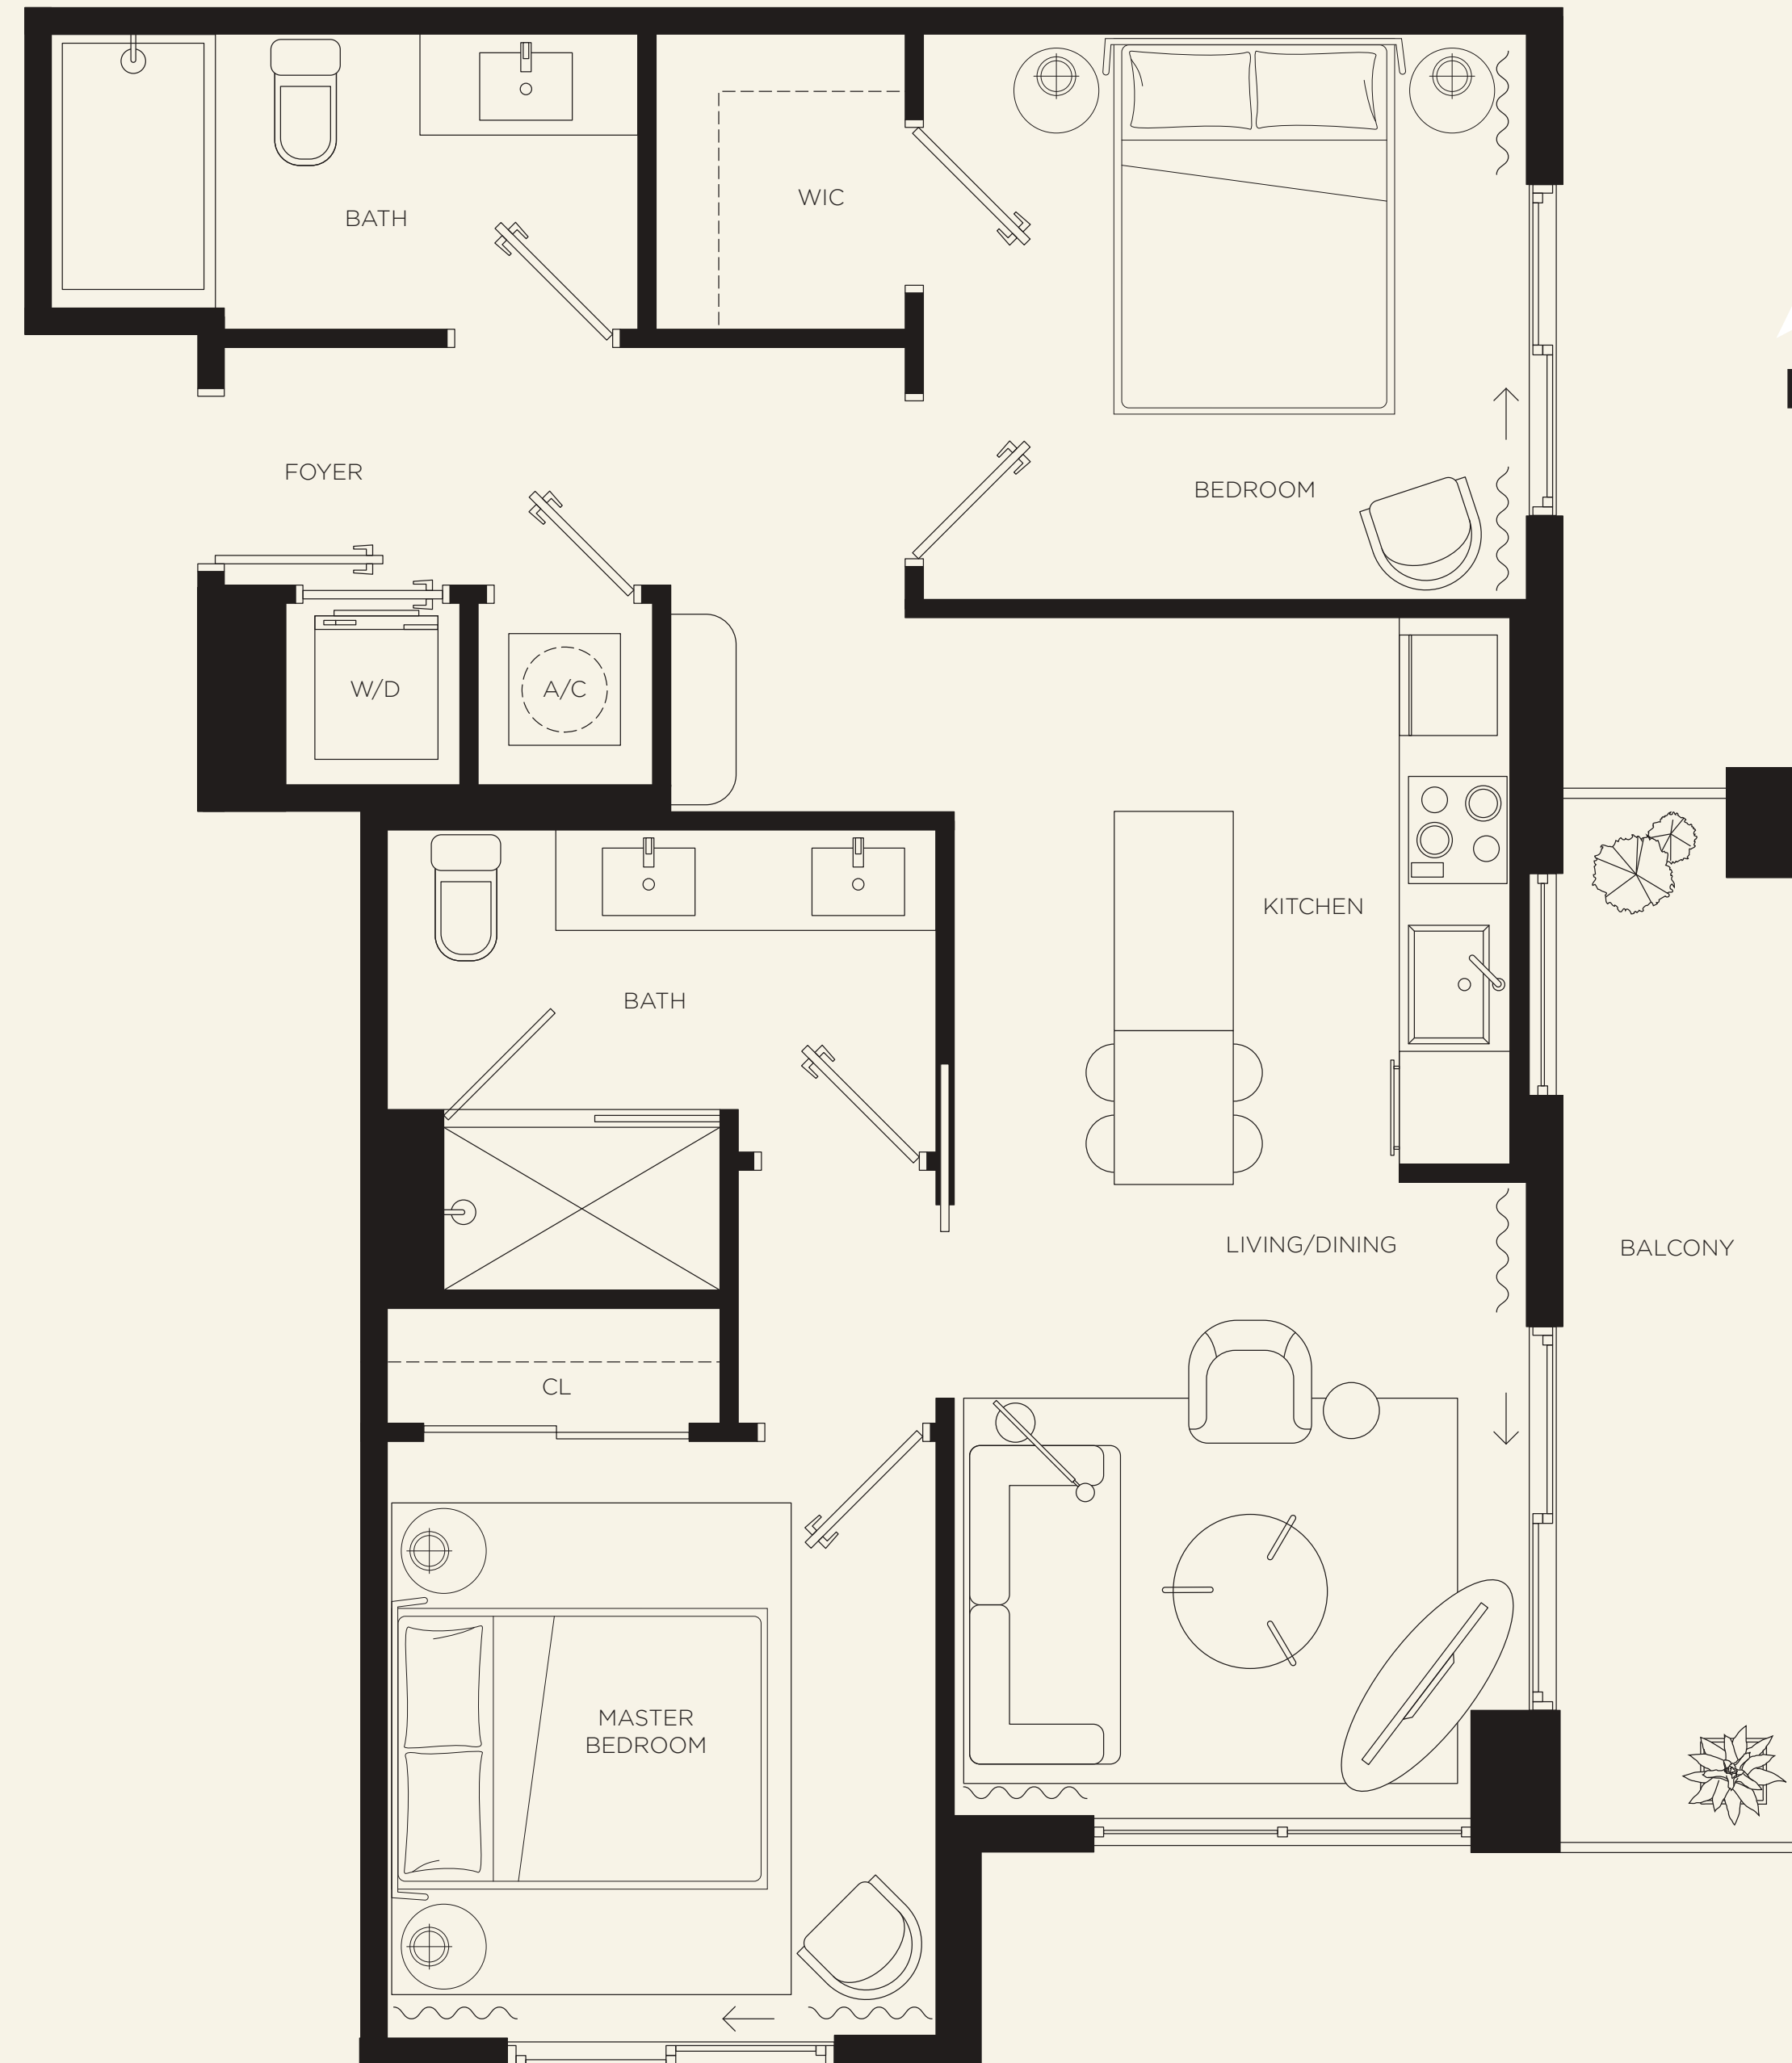 WIC
BATH
FOYER
BEDROOM
W/D
A/C
KITCHEN
BATH
LIVING/DINING
BALCONY
CL
MASTER
BEDROOM